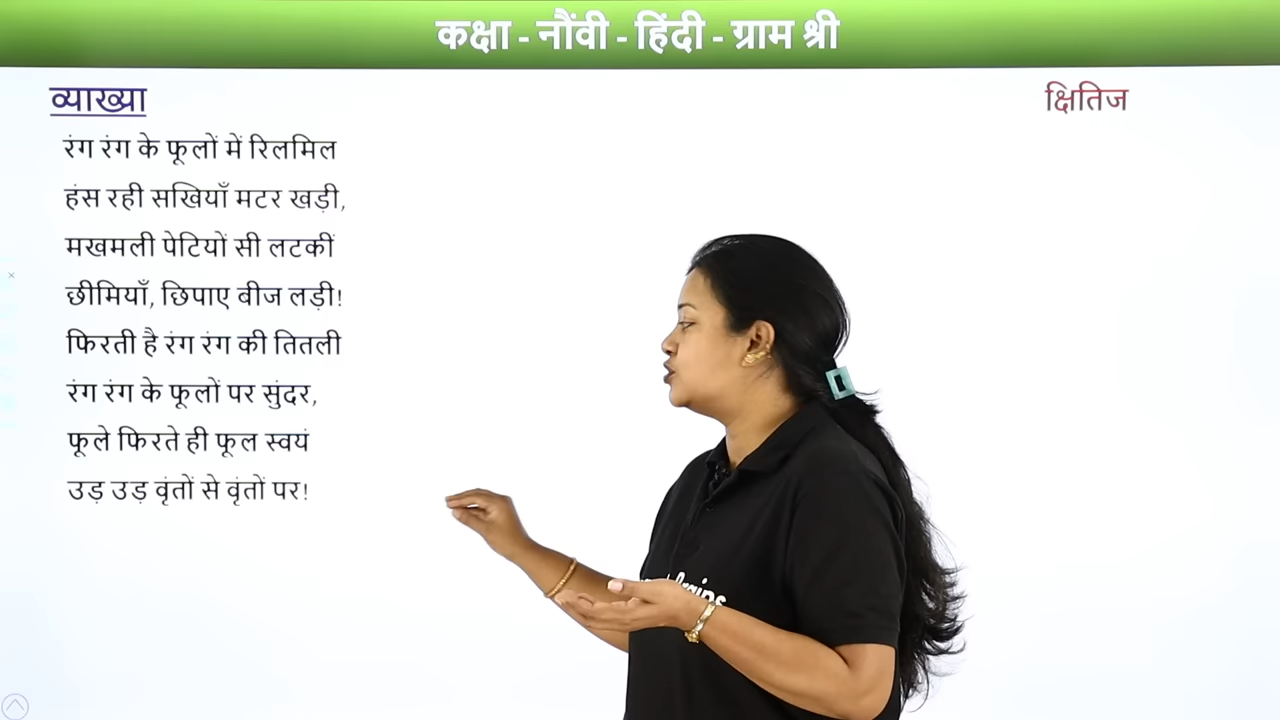 कक्षा - नौंवी - हिंदी - ग्राम श्री
व्याख्या
क्षितिज
रंग रंग के फूलों में रिलमिल
हंस रही सखियाँ मटर खड़ी,
मखमली पेटियों सी लटकीं
छीमियाँ, छिपाए बीज लड़ी!
फिरती है रंग रंग की तितली
रंग रंग के फूलों पर सुंदर,
फूले फिरते ही फूल स्वयं
उड़ उड़ वृंतों से वृंतों पर!